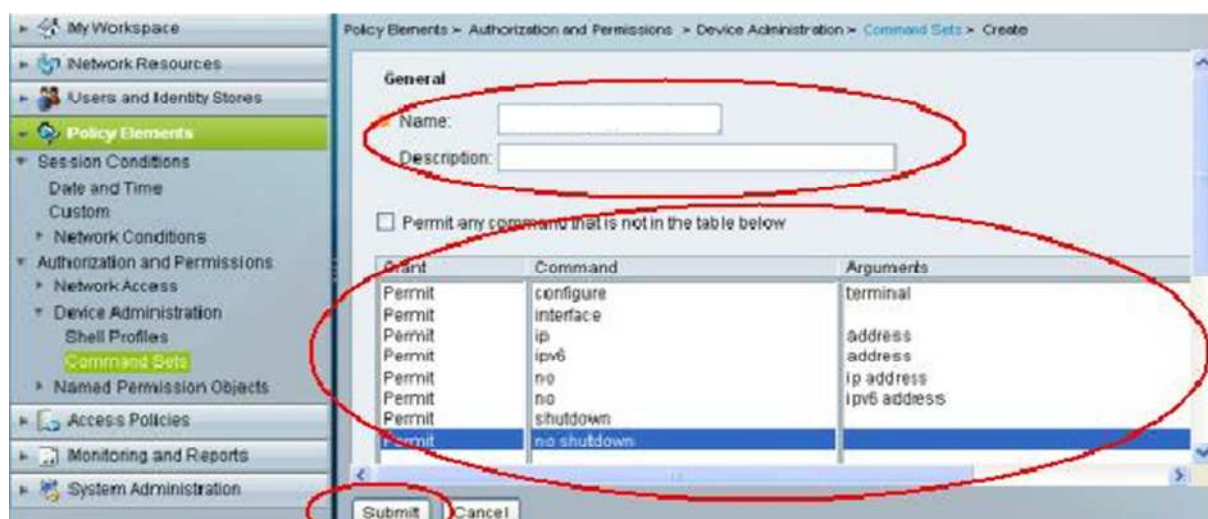 My Workspace
Network Resources
Users and Identity Stores
Policy Elements
Session Conditions
Date and Time
Custom
Network Conditions
Authorization and Permissions
Network Access
Device Administration
Shell Profiles
Command Sets
Named Permission Objects
Access Policies
Monitoring and Reports
System Administration
Policy Elements > Authorization and Permissions > Device Administration > Command Sets > Create
General
Name:
Description:
Permit any command that is not in the table below
Grant Command Arguments
Permit configure terminal
Permit interface
Permit ip address
Permit ipv6 address
Permit no ip address
Permit no ipv6 address
Permit shutdown
Permit no shutdown
Submit Cancel